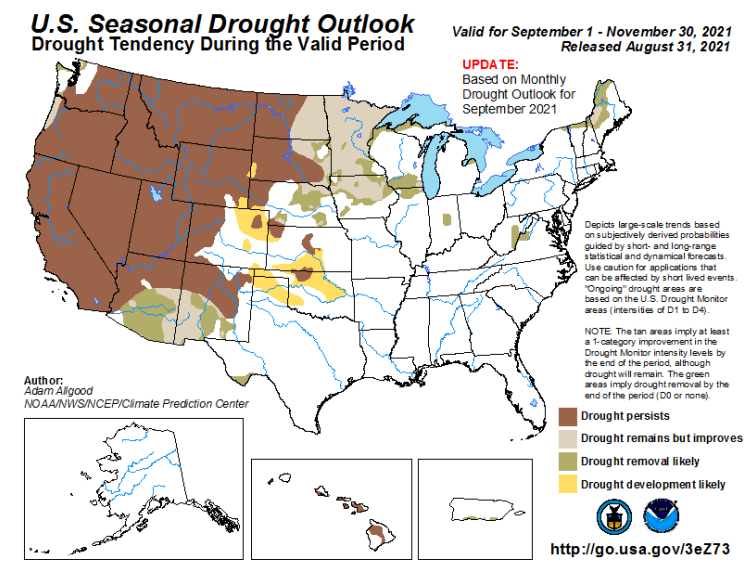 U.S. Seasonal Drought Outlook
Drought Tendency During the Valid Period
Valid for September 1 - November 30, 2021
Released August 31, 2021
UPDATE:
Based on Monthly
Drought Outlook for
September 2021
Depicts large-scale trends based
on subjectively derived probabilities
guided by short- and long-range
statistical and dynamical forecasts.
Use caution for applications that
can be affected by short lived events.
"Ongoing" drought areas are
based on the U.S. Drought Monitor
areas (intensities of D1 to D4).
NOTE: The tan areas imply at least
a 1-category improvement in the
Drought Monitor intensity levels by
the end of the period, although
drought will remain. The green
areas imply drought removal by the
end of the period (D0 or none).
Author:
Adam Allgood
NOAA/NWS/NCEP/Climate Prediction Center
Drought persists
Drought remains but improves
Drought removal likely
Drought development likely
http://go.usa.gov/3eZ73